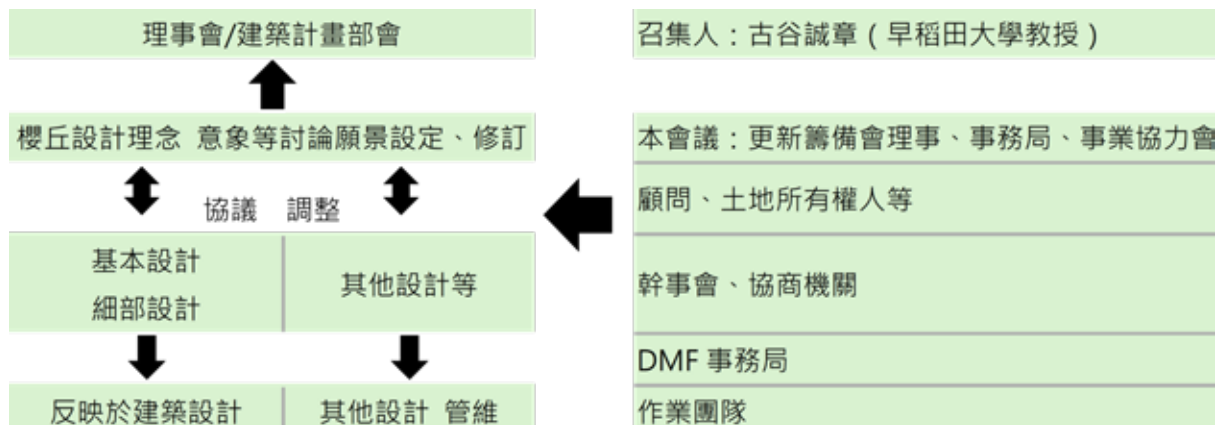 理事會/建築計畫部會
櫻丘設計理念 意象等討論願景設定、修訂
協議 調整
基本設計
細部設計
其他設計等
反映於建築設計
其他設計 管維
召集人：古谷誠章（早稻田大學教授）
本會議：更新籌備會理事、事務局、事業協力會
顧問、土地所有權人等
幹事會、協商機關
DMF 事務局
作業團隊